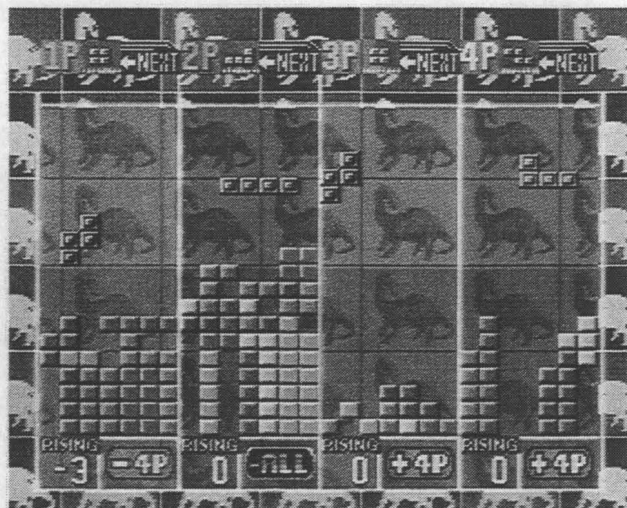 1P ←NEXT 2P ←NEXT 3P ←NEXT 4P ←NEXT
RISING RISING RISING RISING
-3 -4P 0 -ALL 0 +4P 0 +4P